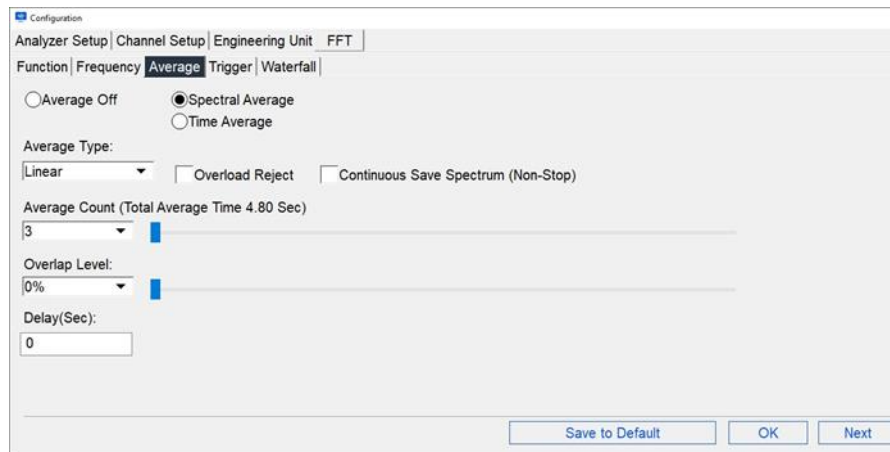 Configuration
Analyzer Setup Channel Setup Engineering Unit FFT
Function Frequency Average Trigger Waterfall
Average Off Spectral Average
Time Average
Average Type:
Linear Overload Reject Continuous Save Spectrum (Non-Stop)
Average Count (Total Average Time 4.80 Sec)
3
Overlap Level:
0%
Delay(Sec):
0
Save to Default OK Next